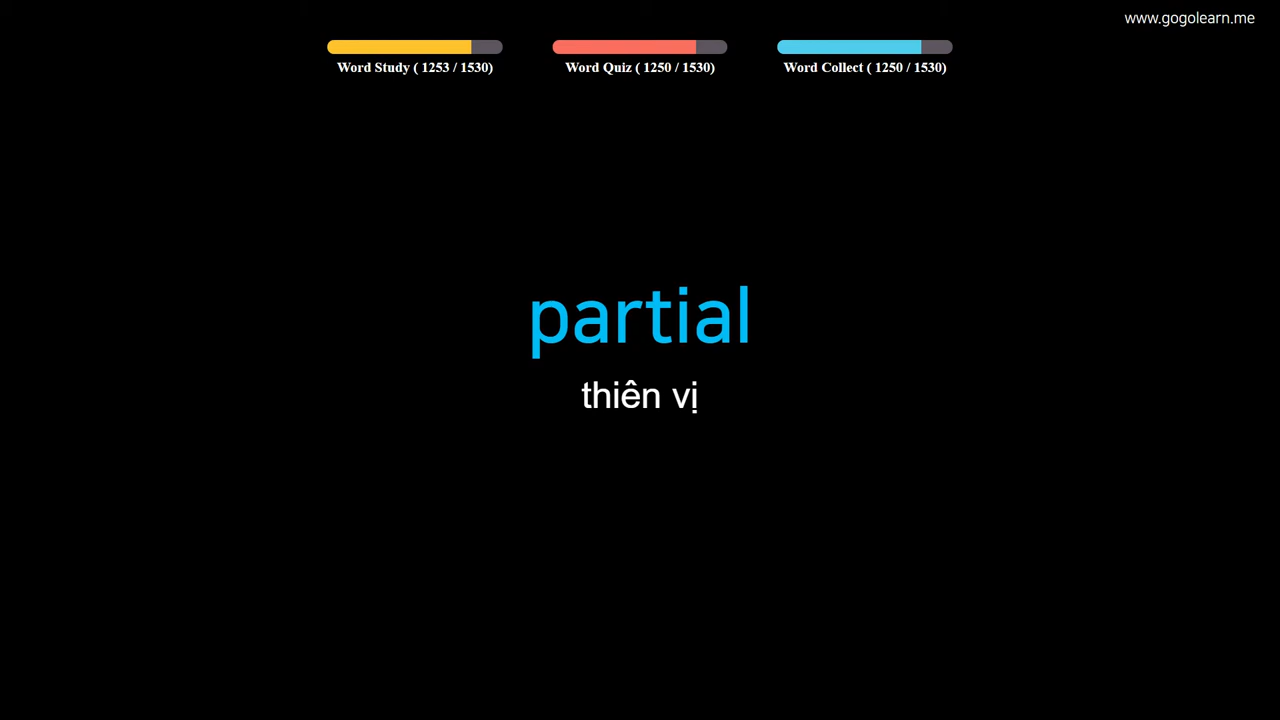 www.gogolearn.me
Word Study ( 1253 / 1530)
Word Quiz ( 1250 / 1530)
Word Collect ( 1250 / 1530)
partial
thiên vị